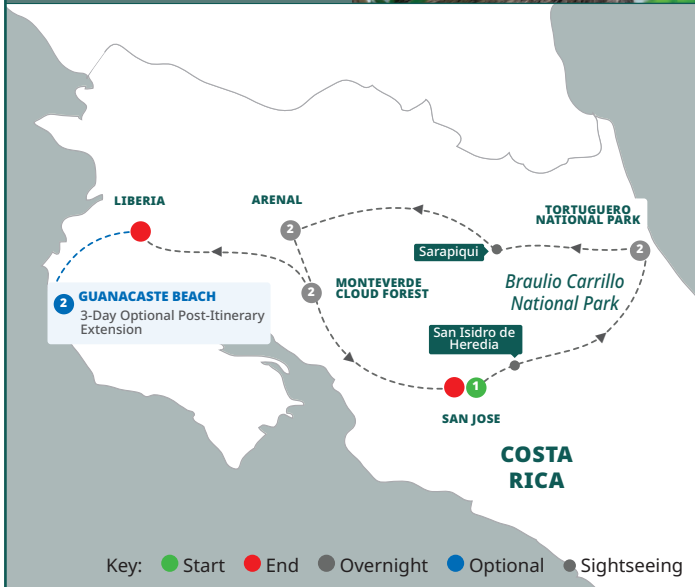 LIBERIA
ARENAL
TORTUGUERO
NATIONAL PARK
2
Sarapiqui
2
Braulio Carrillo
National Park
2
MONTEVERDE
CLOUD FOREST
2
GUANACASTE BEACH
3-Day Optional Post-Itinerary
Extension
San Isidro de
Heredia
1
SAN JOSE
COSTA
RICA
Key: Start End Overnight Optional Sightseeing